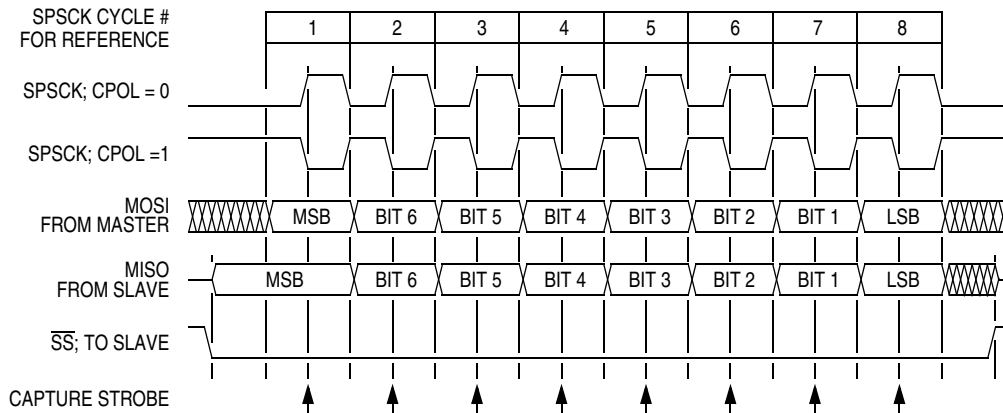 SPSCK CYCLE #
FOR REFERENCE
1 2 3 4 5 6 7 8
SPSCK; CPOL = 0
SPSCK; CPOL =1
MOSI
FROM MASTER
MSB BIT 6 BIT 5 BIT 4 BIT 3 BIT 2 BIT 1 LSB
MISO
FROM SLAVE
MSB BIT 6 BIT 5 BIT 4 BIT 3 BIT 2 BIT 1 LSB
SS; TO SLAVE
CAPTURE STROBE